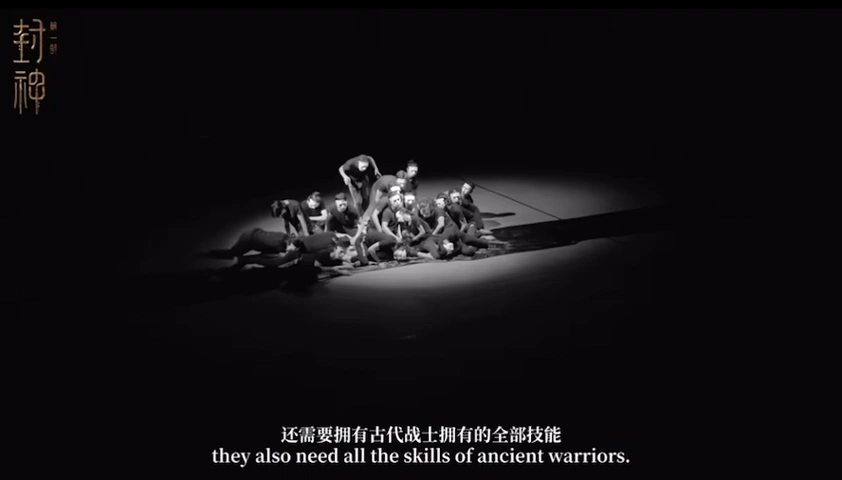 封神
第一部
还需要拥有古代战士拥有的全部技能
they also need all the skills of ancient warriors.